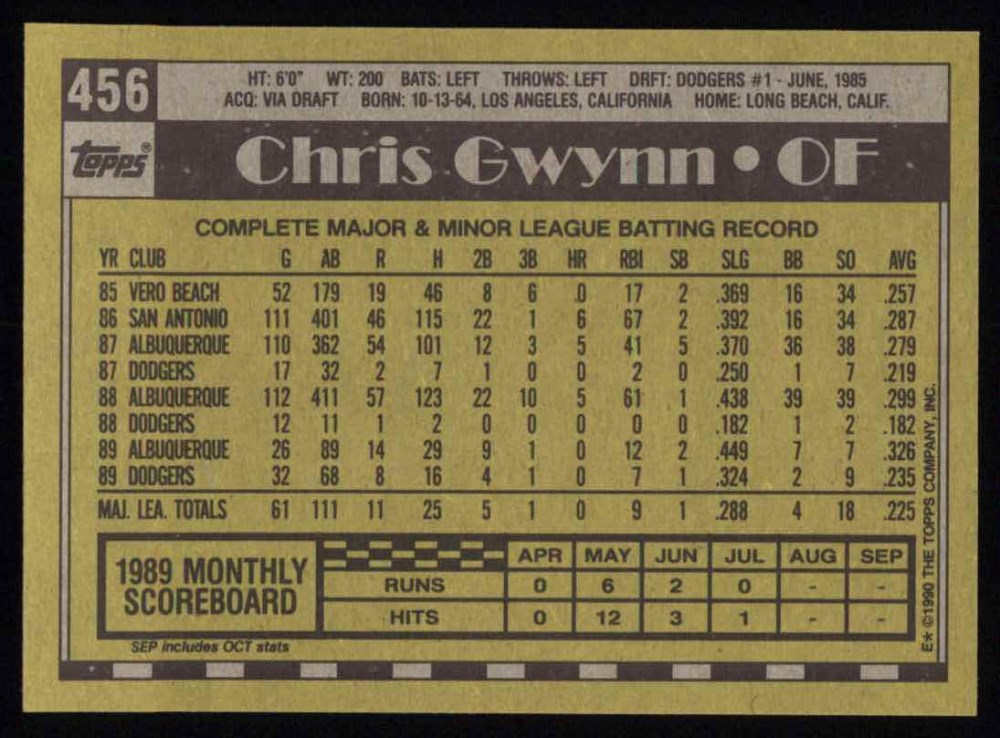 456
HT: 6'0" WT: 200 BATS: LEFT THROWS: LEFT DRFT: DODGERS #1 - JUNE, 1985
ACQ: VIA DRAFT BORN: 10-13-64, LOS ANGELES, CALIFORNIA HOME: LONG BEACH, CALIF.
topps®
Chris Gwynn • OF
COMPLETE MAJOR & MINOR LEAGUE BATTING RECORD
YR CLUB G AB R H 2B 3B HR RBI SB SLG BB SO AVG
85 VERO BEACH 52 179 19 46 8 6 0 17 2 .369 16 34 .257
86 SAN ANTONIO 111 401 46 115 22 1 6 67 2 .392 16 34 .287
87 ALBUQUERQUE 110 362 54 101 12 3 5 41 5 .370 36 38 .279
87 DODGERS 17 32 2 7 1 0 0 2 0 .250 1 7 .219
88 ALBUQUERQUE 112 411 57 123 22 10 5 61 1 .438 39 39 .299
88 DODGERS 12 11 1 2 0 0 0 0 0 .182 1 2 .182
89 ALBUQUERQUE 26 89 14 29 9 1 0 12 2 .449 7 7 .326
89 DODGERS 32 68 8 16 4 1 0 7 1 .324 2 9 .235
MAJ. LEA. TOTALS 61 111 11 25 5 1 0 9 1 .288 4 18 .225
1989 MONTHLY
SCOREBOARD
APR MAY JUN JUL AUG SEP
RUNS 0 6 2 0 - -
HITS 0 12 3 1 - -
SEP includes OCT stats
E* ©1990 THE TOPPS COMPANY, INC.